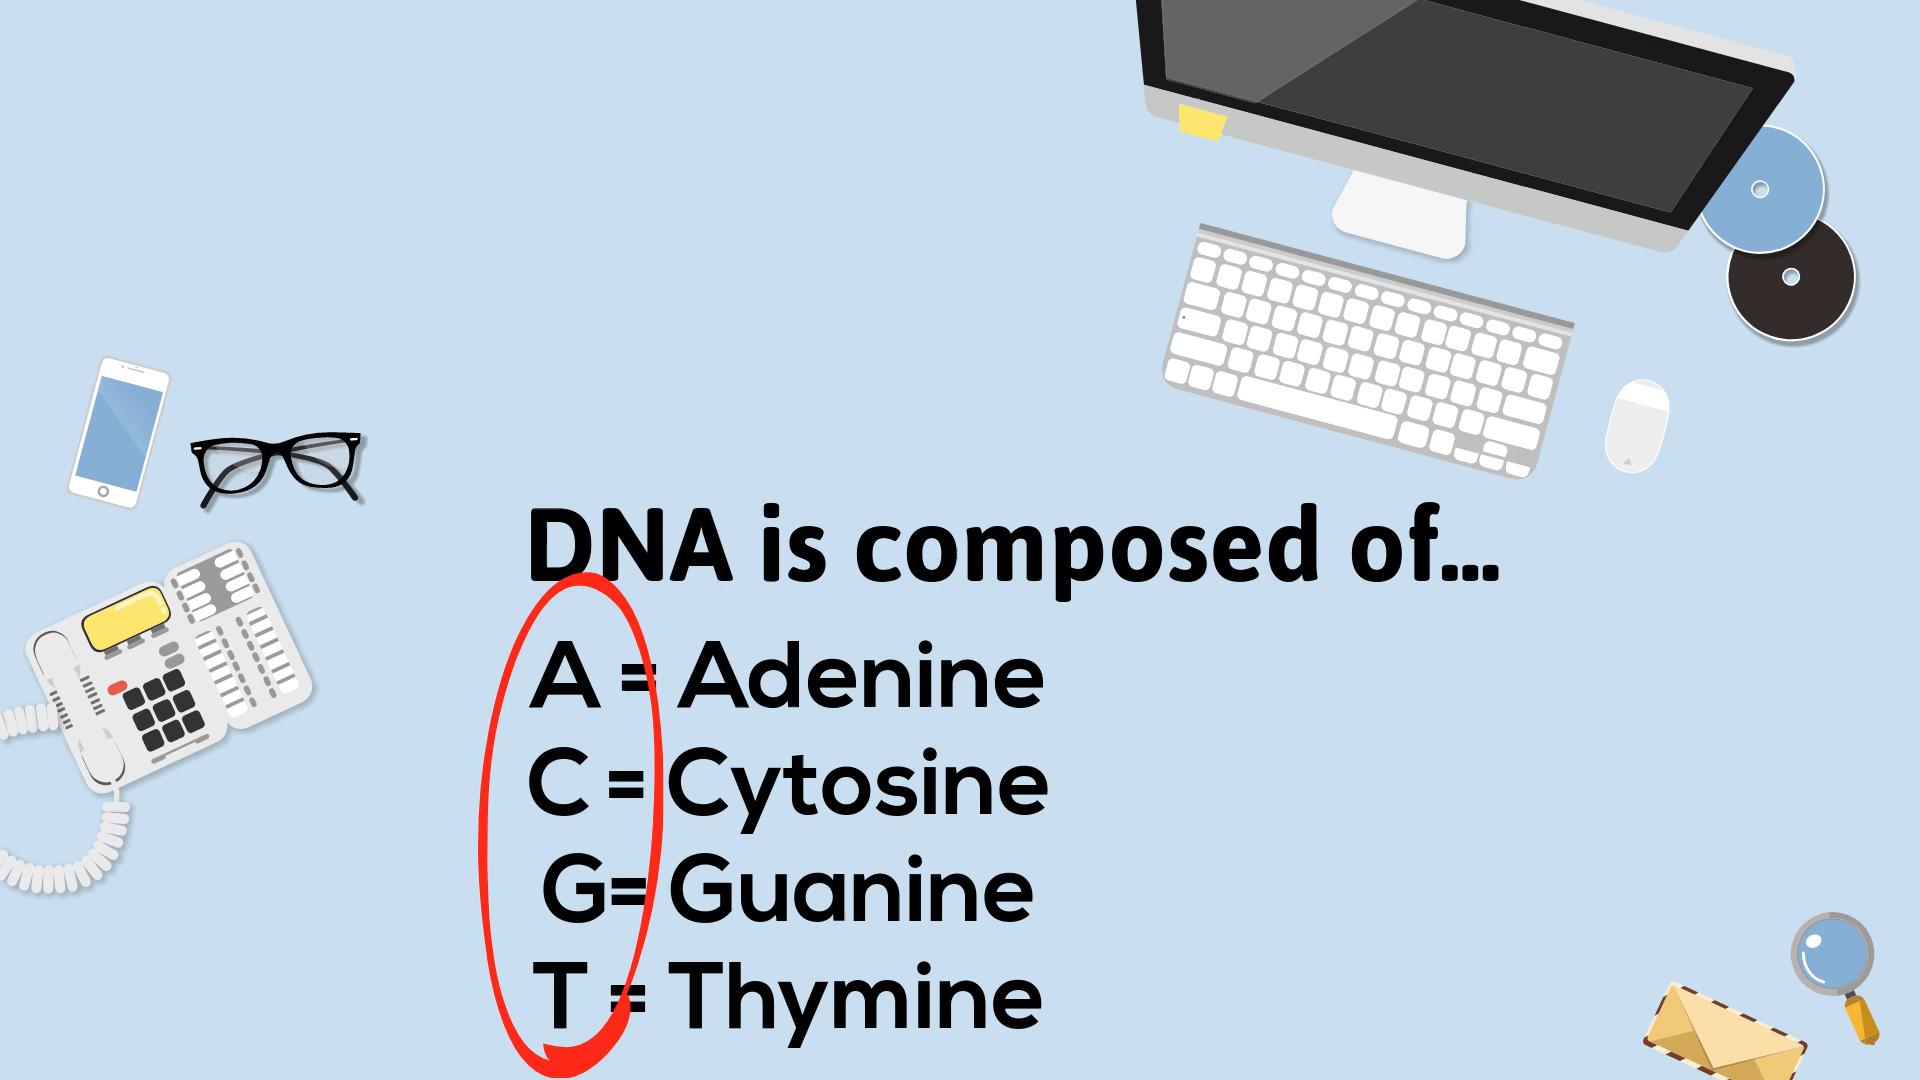 DNA is composed of...
A = Adenine
C = Cytosine
G= Guanine
T = Thymine